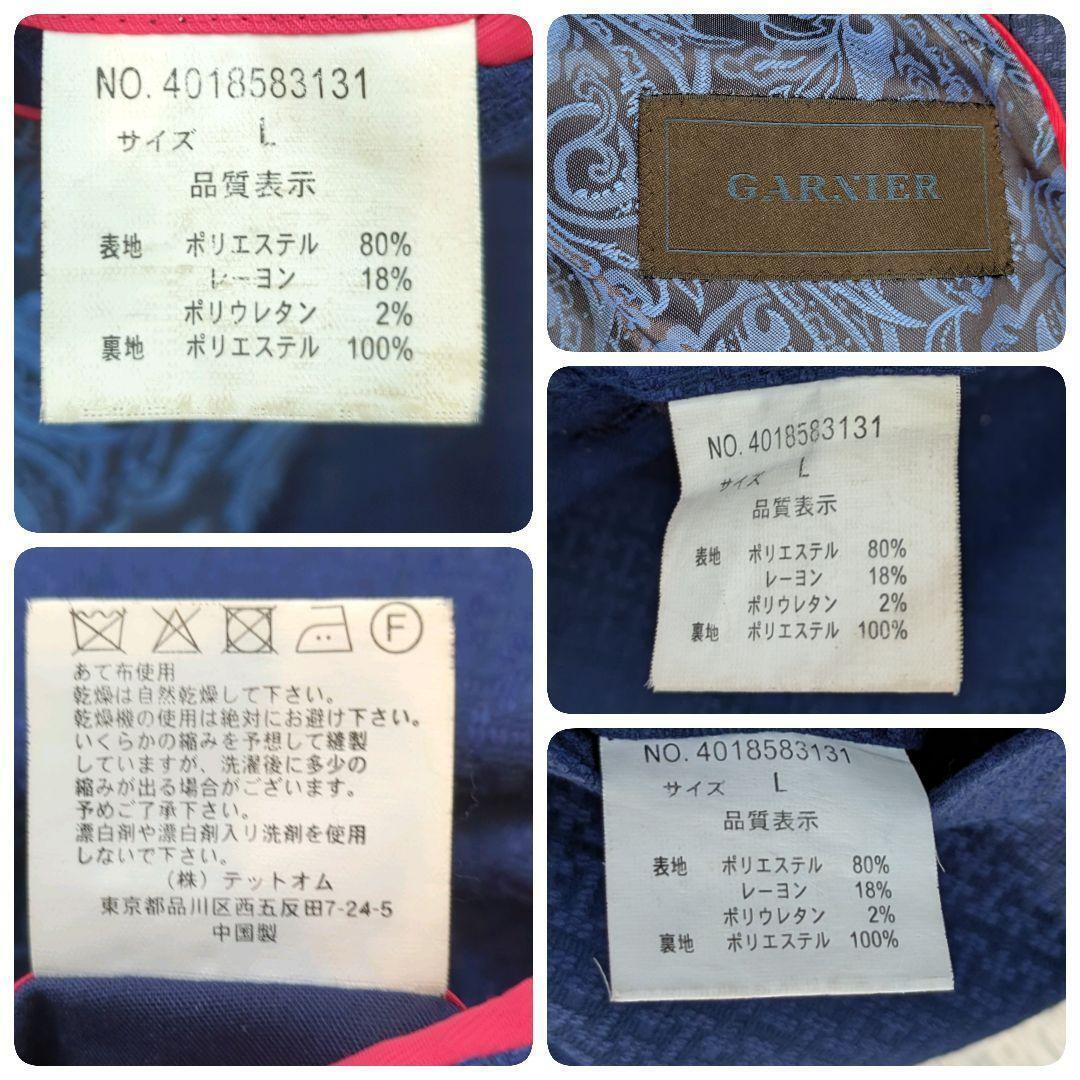 NO. 4018583131
サイズ L
品質表示
表地 ポリエステル 80%
レーヨン 18%
ポリウレタン 2%
裏地 ポリエステル 100%
GARNIER
NO. 4018583131
サイズ L
品質表示
表地 ポリエステル 80%
レーヨン 18%
ポリウレタン 2%
裏地 ポリエステル 100%
F
あて布使用
乾燥は自然乾燥して下さい。
乾燥機の使用は絶対にお避け下さい。
いくらかの縮みを予想して縫製
していますが、洗濯後に多少の
縮みが出る場合がございます。
予めご了承下さい。
漂白剤や漂白剤入り洗剤を使用
しないで下さい。
(株) テットオム
東京都品川区西五反田7-24-5
中国製
NO. 4018583131
サイズ L
品質表示
表地 ポリエステル 80%
レーヨン 18%
ポリウレタン 2%
裏地 ポリエステル 100%